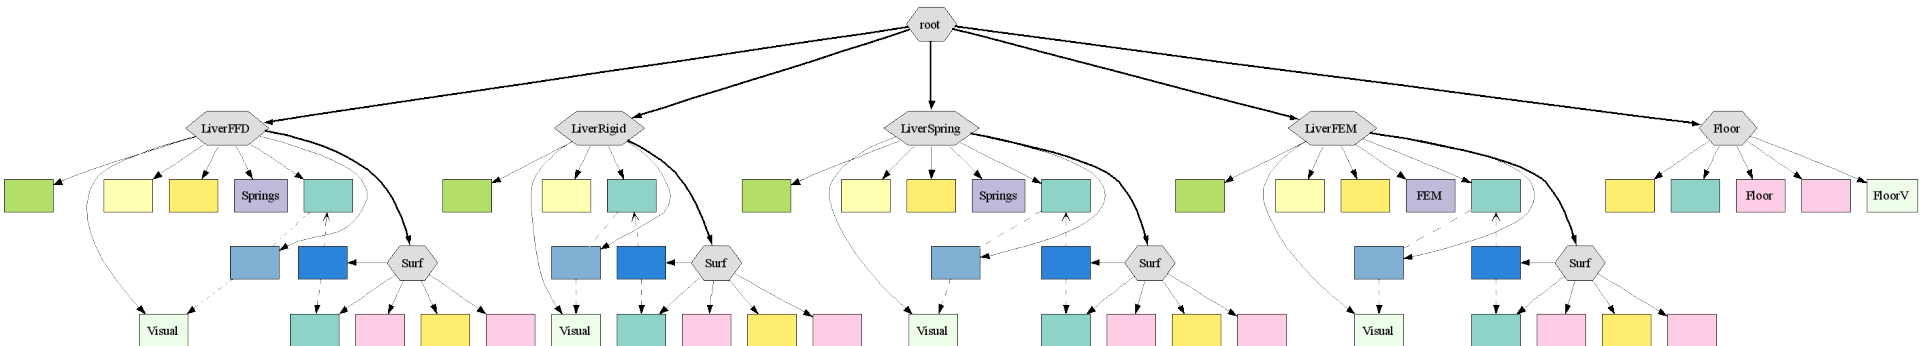 root
LiverFFD
LiverRigid
LiverSpring
LiverFEM
Floor
Springs
Springs
FEM
Floor
FloorV
Surf
Surf
Surf
Surf
Visual
Visual
Visual
Visual